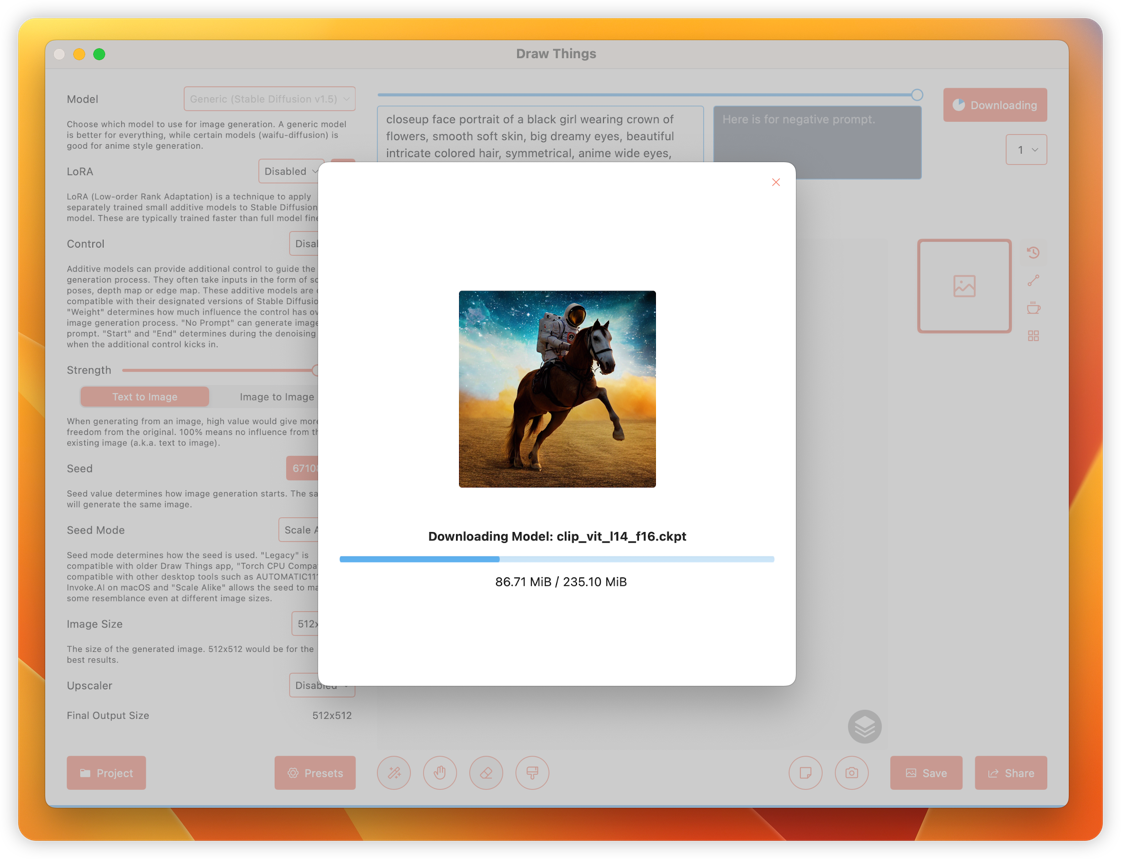 Draw Things
Model
Generic (Stable Diffusion v1.5)
Choose which model to use for image generation. A generic model
is better for everything, while certain models (waifu-diffusion) is
good for anime style generation.
LoRA
Disabled
LoRA (Low-order Rank Adaptation) is a technique to apply
separately trained small additive models to Stable Diffusion
model. These are typically trained faster than full model fine
Control
Disal
Additive models can provide additional control to guide the
generation process. They often take inputs in the form of
poses, depth map or edge map. These additive models are
compatible with their designated versions of Stable Diffusio
"Weight" determines how much influence the control has
image generation process. "No Prompt" can generate image
prompt. "Start" and "End" determines during the denoising
when the additional control kicks in.
Strength
Text to Image
Image to Image
When generating from an image, high value would give more
freedom from the original. 100% means no influence from
existing image (a.k.a. text to image).
Seed
6710
Seed value determines how image generation starts. The
will generate the same image.
Seed Mode
Scale A
Seed mode determines how the seed is used. "Legacy" is
compatible with older Draw Things app, "Torch CPU Compa
compatible with other desktop tools such as AUTOMATIC11
Invoke.AI on macOS and "Scale Alike" allows the seed to
some resemblance even at different image sizes.
Image Size
512x
The size of the generated image. 512x512 would be for the
best results.
Upscaler
Disabled
Final Output Size
512x512
Project
Presets
closeup face portrait of a black girl wearing crown of
flowers, smooth soft skin, big dreamy eyes, beautiful
intricate colored hair, symmetrical, anime wide eyes,
Here is for negative prompt.
Downloading
1
Downloading Model: clip_vit_l14_f16.ckpt
86.71 MiB / 235.10 MiB
Save
Share